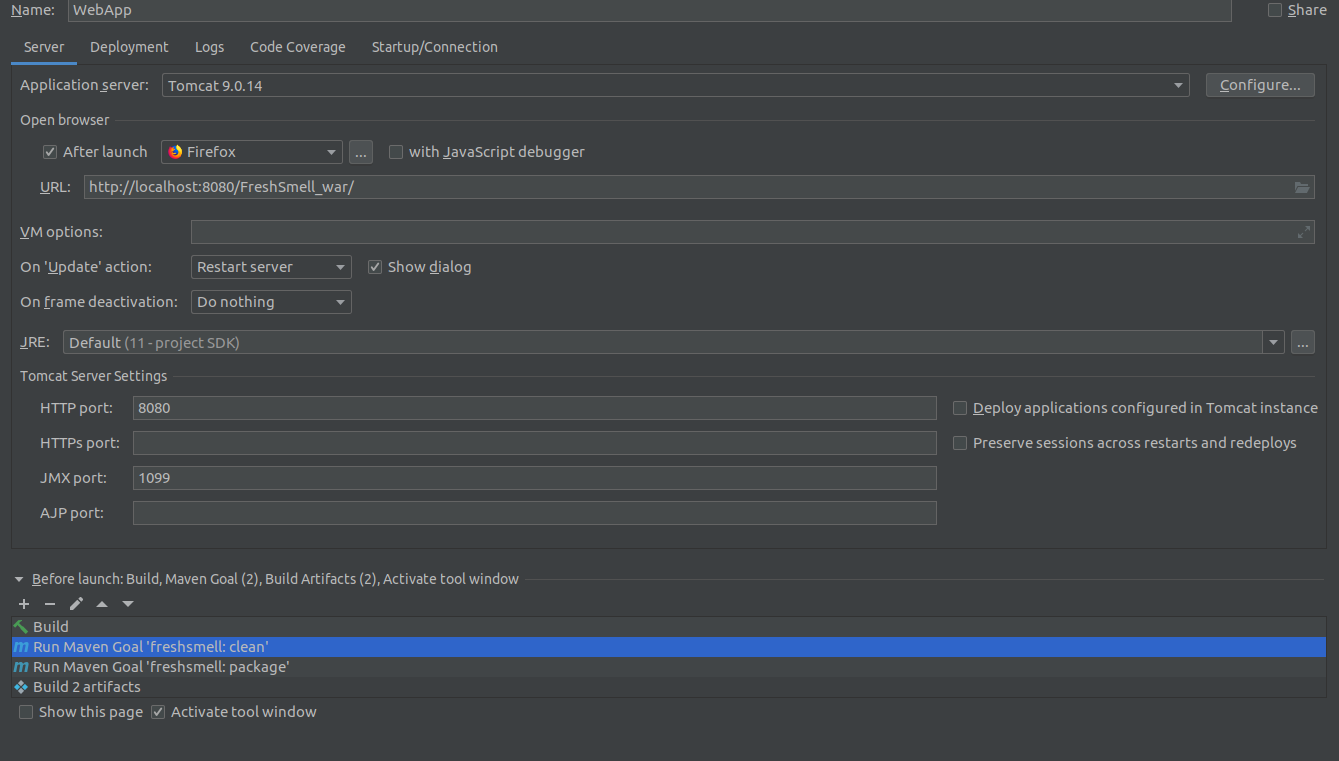 Name: WebApp Share
Server Deployment Logs Code Coverage Startup/Connection
Application server: Tomcat 9.0.14 Configure...
Open browser
After launch Firefox ... with JavaScript debugger
URL: http://localhost:8080/FreshSmell_war/
VM options:
On 'Update' action: Restart server Show dialog
On frame deactivation: Do nothing
JRE: Default (11 - project SDK) ...
Tomcat Server Settings
HTTP port: 8080 Deploy applications configured in Tomcat instance
HTTPs port: Preserve sessions across restarts and redeploys
JMX port: 1099
AJP port:
Before launch: Build, Maven Goal (2), Build Artifacts (2), Activate tool window
Build
m Run Maven Goal 'freshsmell: clean'
m Run Maven Goal 'freshsmell: package'
Build 2 artifacts
Show this page Activate tool window